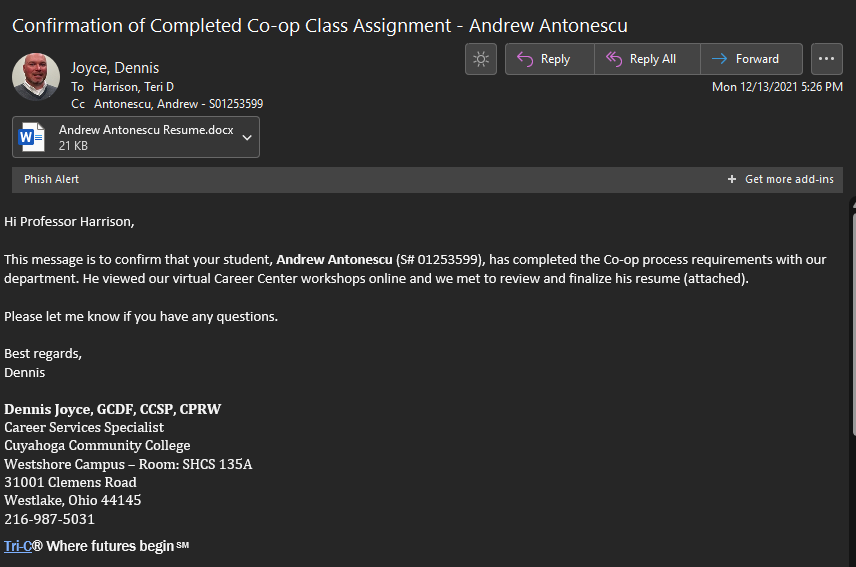 Confirmation of Completed Co-op Class Assignment - Andrew Antonescu
Joyce, Dennis
To Harrison, Teri D
Cc Antonescu, Andrew - S01253599
Reply
Reply All
Forward
Mon 12/13/2021 5:26 PM
Andrew Antonescu Resume.docx
21 KB
Phish Alert
+ Get more add-ins
Hi Professor Harrison,
This message is to confirm that your student, Andrew Antonescu (S# 01253599), has completed the Co-op process requirements with our
department. He viewed our virtual Career Center workshops online and we met to review and finalize his resume (attached).
Please let me know if you have any questions.
Best regards,
Dennis
Dennis Joyce, GCDF, CCSP, CPRW
Career Services Specialist
Cuyahoga Community College
Westshore Campus – Room: SHCS 135A
31001 Clemens Road
Westlake, Ohio 44145
216-987-5031
Tri-C® Where futures begin℠